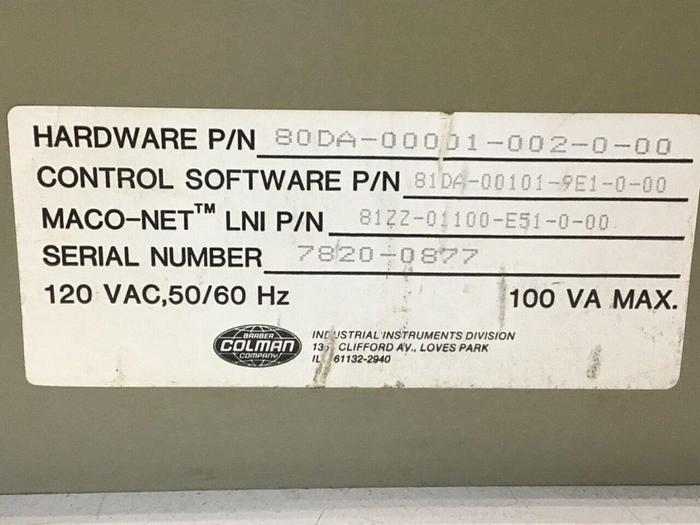 HARDWARE P/N 80DA-00001-002-0-00
CONTROL SOFTWARE P/N 81DA-00101-9E1-0-00
MACO-NET™ LNI P/N 81ZZ-01100-E51-0-00
SERIAL NUMBER 7820-0877
120 VAC,50/60 Hz 100 VA MAX.
BARBER
COLMAN
COMPANY
INDUSTRIAL INSTRUMENTS DIVISION
CLIFFORD AV., LOVES PARK
61132-2940